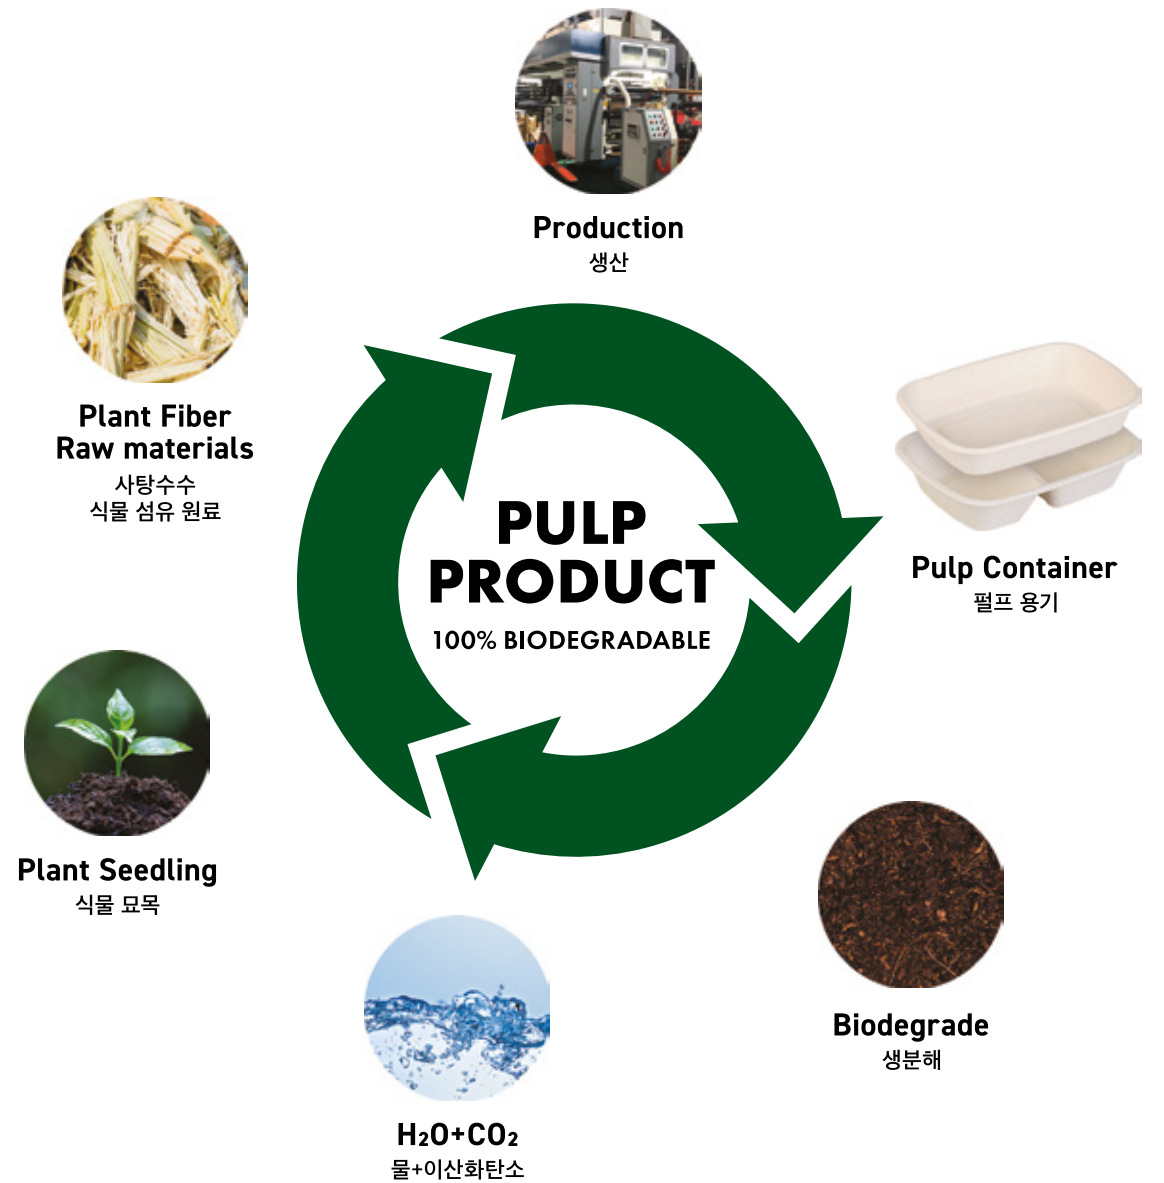 Production
생산
Plant Fiber
Raw materials
사탕수수
식물 섬유 원료
PULP
PRODUCT
100% BIODEGRADABLE
Pulp Container
펄프 용기
Plant Seedling
식물 묘목
Biodegrade
생분해
H₂O+CO₂
물+이산화탄소